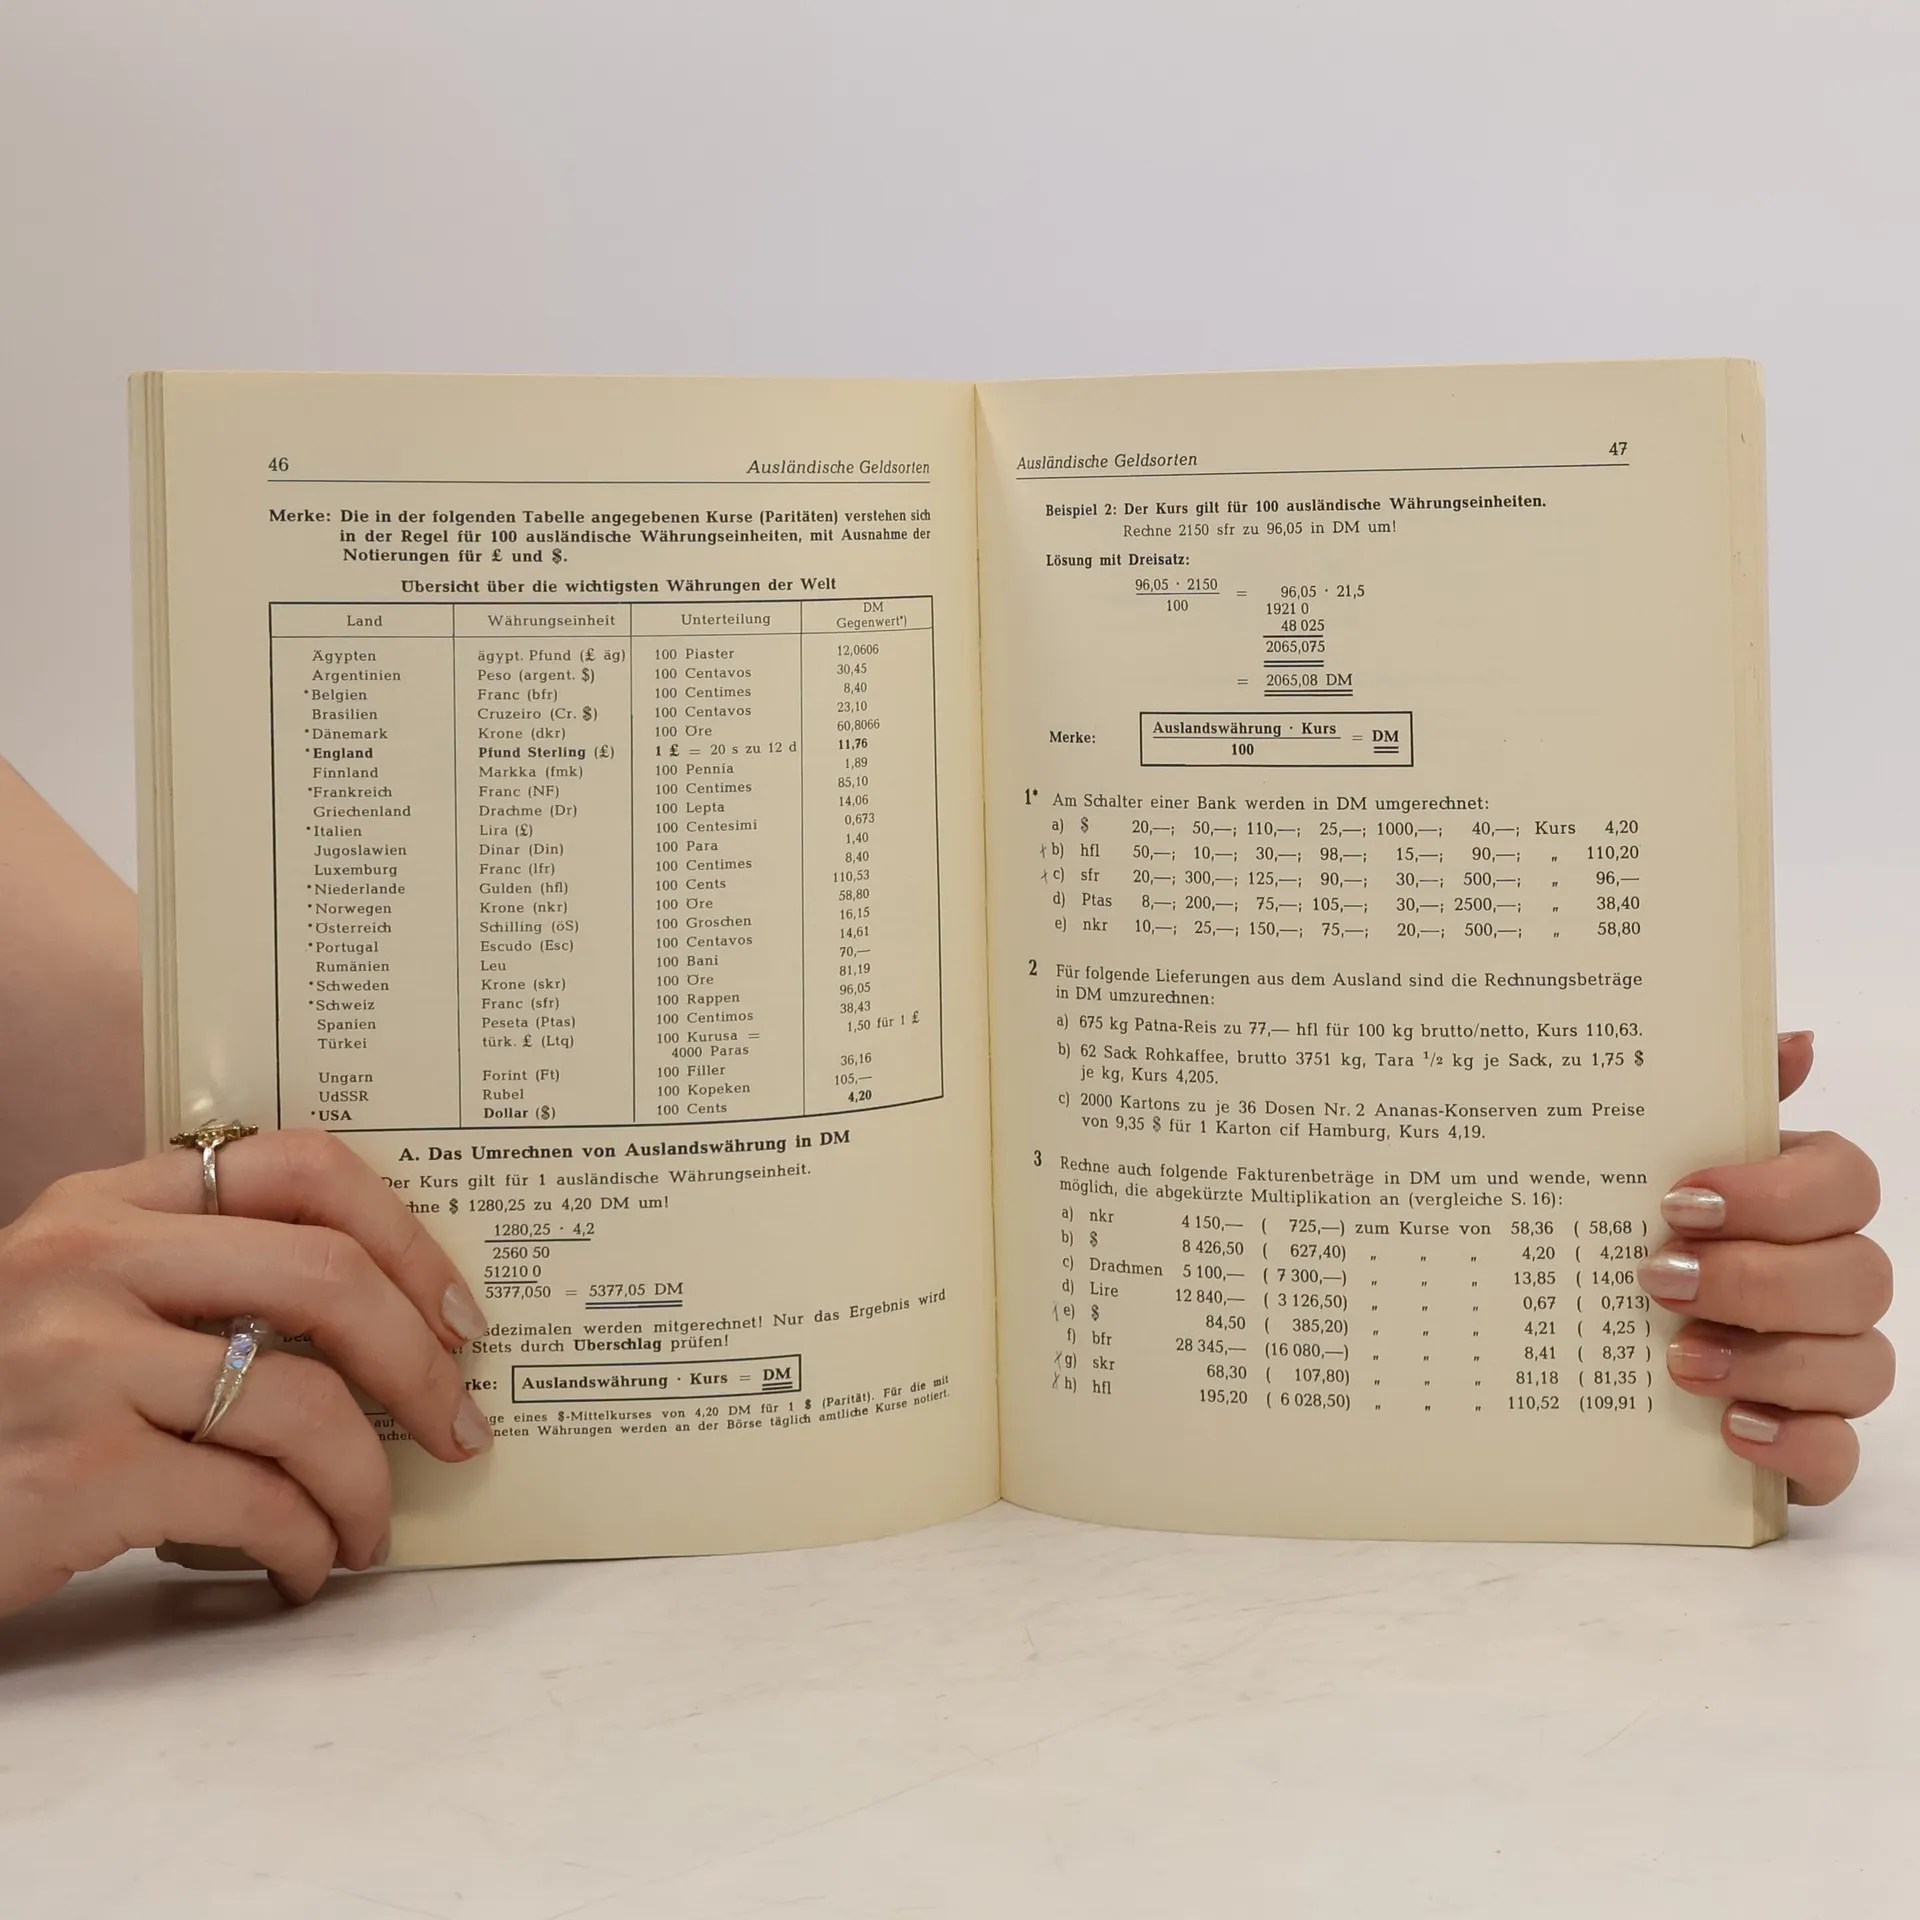 46
Ausländische Geldsorten
Merke: Die in der folgenden Tabelle angegebenen Kurse (Paritäten) verstehen sich
in der Regel für 100 ausländische Währungseinheiten, mit Ausnahme der
Notierungen für £ und $.
Übersicht über die wichtigsten Währungen der Welt
Land Währungseinheit Unterteilung DM Gegenwert*)
Ägypten ägypt. Pfund (£ äg) 100 Piaster 12,0606
Argentinien Peso (argent. $) 100 Centavos 30,45
*Belgien Franc (bfr) 100 Centimes 8,40
Brasilien Cruzeiro (Cr. $) 100 Centavos 23,10
*Dänemark Krone (dkr) 100 Öre 60,8066
*England Pfund Sterling (£) 1 £ = 20 s zu 12 d 11,76
Finnland Markka (fmk) 100 Pennia 1,89
*Frankreich Franc (NF) 100 Centimes 85,10
Griechenland Drachme (Dr) 100 Lepta 14,06
*Italien Lira (£) 100 Centesimi 0,673
Jugoslawien Dinar (Din) 100 Para 1,40
Luxemburg Franc (lfr) 100 Centimes 8,40
*Niederlande Gulden (hfl) 100 Cents 110,53
*Norwegen Krone (nkr) 100 Öre 58,80
*Österreich Schilling (öS) 100 Groschen 16,15
*Portugal Escudo (Esc) 100 Centavos 14,61
Rumänien Leu 100 Bani 70,—
*Schweden Krone (skr) 100 Öre 81,19
*Schweiz Franc (sfr) 100 Rappen 96,05
Spanien Peseta (Ptas) 100 Centimos 38,43
Türkei türk. £ (Ltq) 100 Kurusa = 1,50 für 1 £
4000 Paras
Ungarn Forint (Ft) 100 Filler 36,16
UdSSR Rubel 100 Kopeken 105,—
*USA Dollar ($) 100 Cents 4,20
A. Das Umrechnen von Auslandswährung in DM
Der Kurs gilt für 1 ausländische Währungseinheit.
hne $ 1280,25 zu 4,20 DM um!
1280,25 · 4,2
2560 50
51210 0
5377,050 = 5377,05 DM
sdezimalen werden mitgerechnet! Nur das Ergebnis wird
Stets durch Überschlag prüfen!
rke: Auslandswährung · Kurs = DM
auf ge eines $-Mittelkurses von 4,20 DM für 1 $ (Parität). Für die mit
neten Währungen werden an der Börse täglich amtliche Kurse notiert.
Ausländische Geldsorten
47
Beispiel 2: Der Kurs gilt für 100 ausländische Währungseinheiten.
Rechne 2150 sfr zu 96,05 in DM um!
Lösung mit Dreisatz:
96,05 · 2150 / 100 = 96,05 · 21,5
1921 0
48 025
2065,075
= 2065,08 DM
Merke: Auslandswährung · Kurs / 100 = DM
1* Am Schalter einer Bank werden in DM umgerechnet:
a) $ 20,—; 50,—; 110,—; 25,—; 1000,—; 40,—; Kurs 4,20
b) hfl 50,—; 10,—; 30,—; 98,—; 15,—; 90,—; „ 110,20
c) sfr 20,—; 300,—; 125,—; 90,—; 30,—; 500,—; „ 96,—
d) Ptas 8,—; 200,—; 75,—; 105,—; 30,—; 2500,—; „ 38,40
e) nkr 10,—; 25,—; 150,—; 75,—; 20,—; 500,—; „ 58,80
2 Für folgende Lieferungen aus dem Ausland sind die Rechnungsbeträge
in DM umzurechnen:
a) 675 kg Patna-Reis zu 77,— hfl für 100 kg brutto/netto, Kurs 110,63.
b) 62 Sack Rohkaffee, brutto 3751 kg, Tara 1/2 kg je Sack, zu 1,75 $
je kg, Kurs 4,205.
c) 2000 Kartons zu je 36 Dosen Nr. 2 Ananas-Konserven zum Preise
von 9,35 $ für 1 Karton cif Hamburg, Kurs 4,19.
3 Rechne auch folgende Fakturenbeträge in DM um und wende, wenn
möglich, die abgekürzte Multiplikation an (vergleiche S. 16):
a) nkr 4 150,— ( 725,—) zum Kurse von 58,36 ( 58,68 )
b) $ 8 426,50 ( 627,40) „ „ „ 4,20 ( 4,218)
c) Drachmen 5 100,— ( 7 300,—) „ „ „ 13,85 ( 14,06
d) Lire 12 840,— ( 3 126,50) „ „ „ 0,67 ( 0,713)
e) $ 84,50 ( 385,20) „ „ „ 4,21 ( 4,25 )
f) bfr 28 345,— (16 080,—) „ „ „ 8,41 ( 8,37 )
g) skr 68,30 ( 107,80) „ „ „ 81,18 ( 81,35 )
h) hfl 195,20 ( 6 028,50) „ „ „ 110,52 (109,91 )